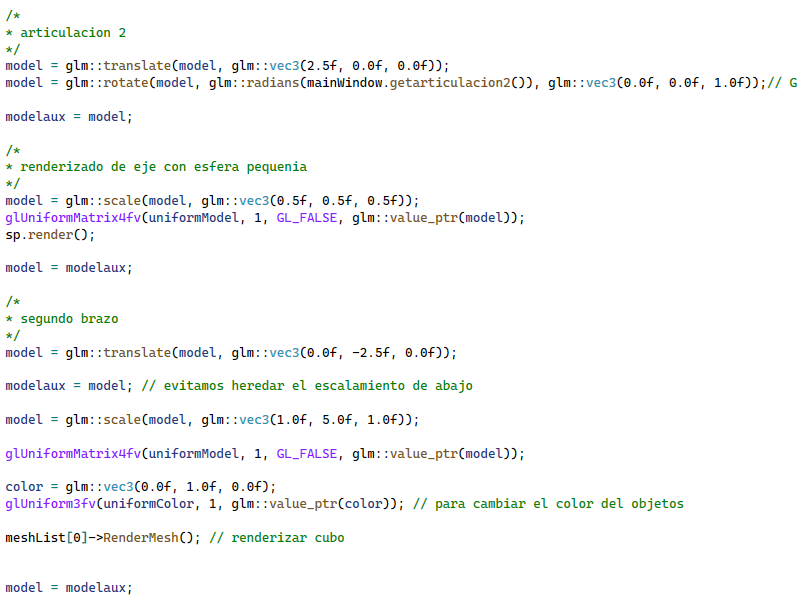 /*
* articulacion 2
*/
model = glm::translate(model, glm::vec3(2.5f, 0.0f, 0.0f));
model = glm::rotate(model, glm::radians(mainWindow.getarticulacion2()), glm::vec3(0.0f, 0.0f, 1.0f));// G
modelaux = model;
/*
* renderizado de eje con esfera pequenia
*/
model = glm::scale(model, glm::vec3(0.5f, 0.5f, 0.5f));
glUniformMatrix4fv(uniformModel, 1, GL_FALSE, glm::value_ptr(model));
sp.render();
model = modelaux;
/*
* segundo brazo
*/
model = glm::translate(model, glm::vec3(0.0f, -2.5f, 0.0f));
modelaux = model; // evitamos heredar el escalamiento de abajo
model = glm::scale(model, glm::vec3(1.0f, 5.0f, 1.0f));
glUniformMatrix4fv(uniformModel, 1, GL_FALSE, glm::value_ptr(model));
color = glm::vec3(0.0f, 1.0f, 0.0f);
glUniform3fv(uniformColor, 1, glm::value_ptr(color)); // para cambiar el color del objetos
meshList[0]->RenderMesh(); // renderizar cubo
model = modelaux;